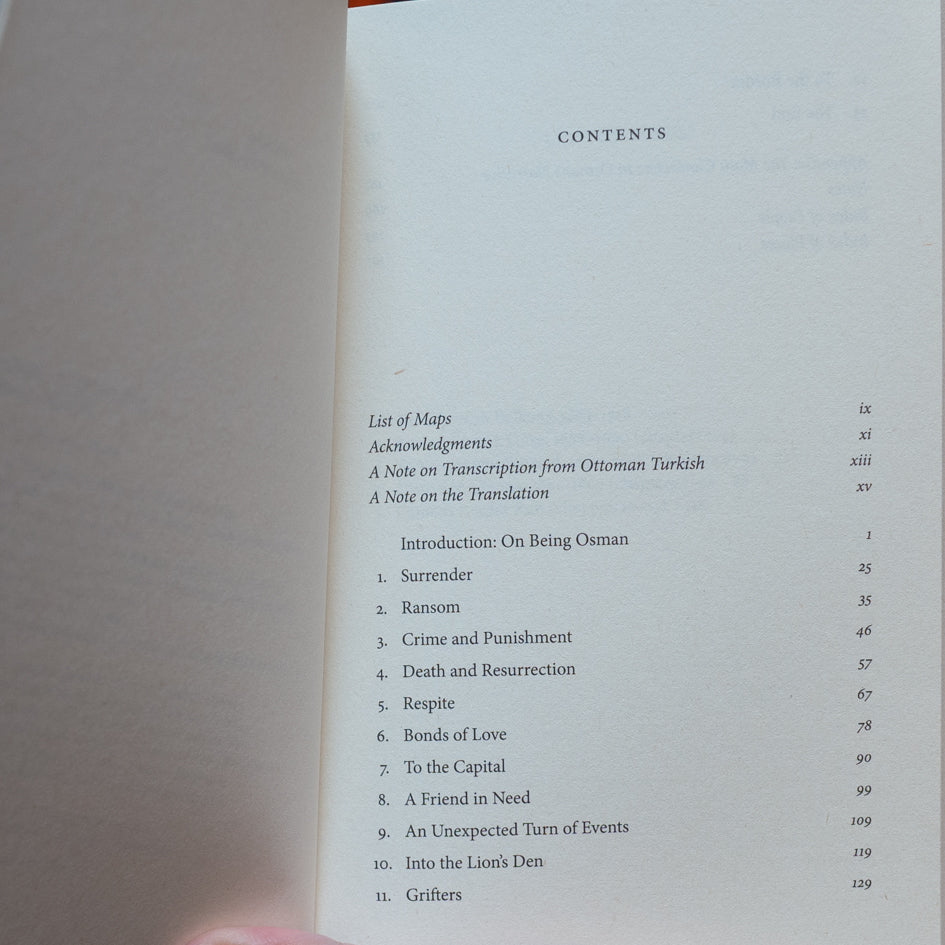 CONTENTS
List of Maps ix
Acknowledgments xi
A Note on Transcription from Ottoman Turkish xiii
A Note on the Translation xv
Introduction: On Being Osman 1
1. Surrender 25
2. Ransom 35
3. Crime and Punishment 46
4. Death and Resurrection 57
5. Respite 67
6. Bonds of Love 78
7. To the Capital 90
8. A Friend in Need 99
9. An Unexpected Turn of Events 109
10. Into the Lion's Den 119
11. Grifters 129